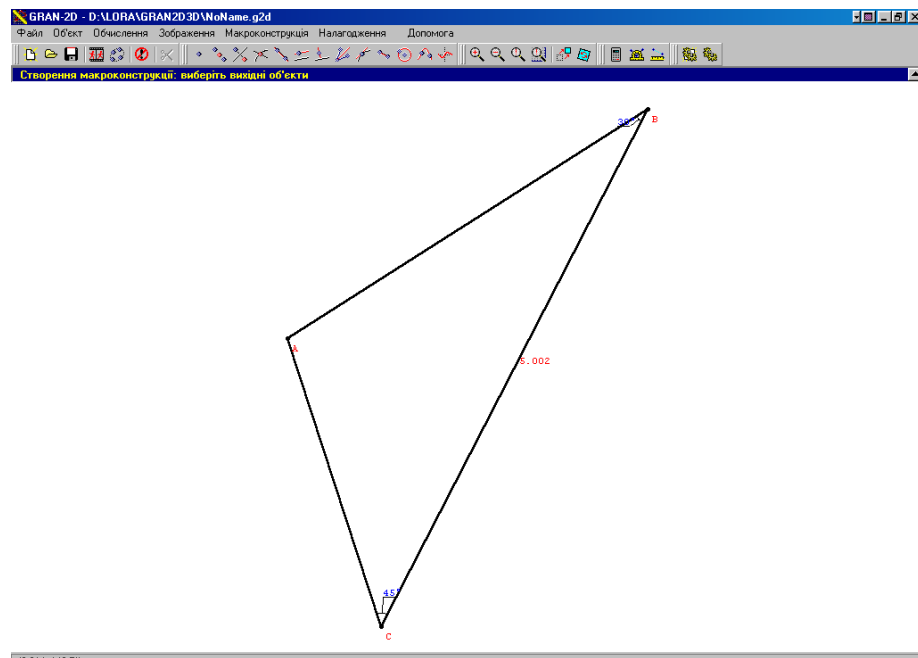 GRAN-2D - D:\LORA\GRAN2D3D\NoName.g2d
Файл Об'єкт Обчислення Зображення Макроконструкція Налагодження Допомога
Створення макроконструкції: виберіть вихідні об'єкти
30°
B
A
5.002
45°
C